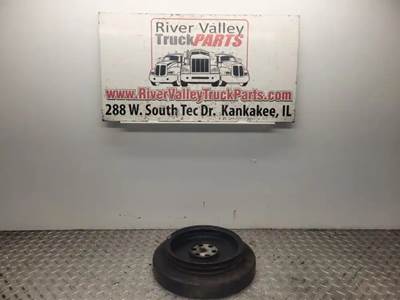 River Valley
TruckPARTS
www.RiverValleyTruckParts.com
288 W. South Tec Dr. Kankakee, IL